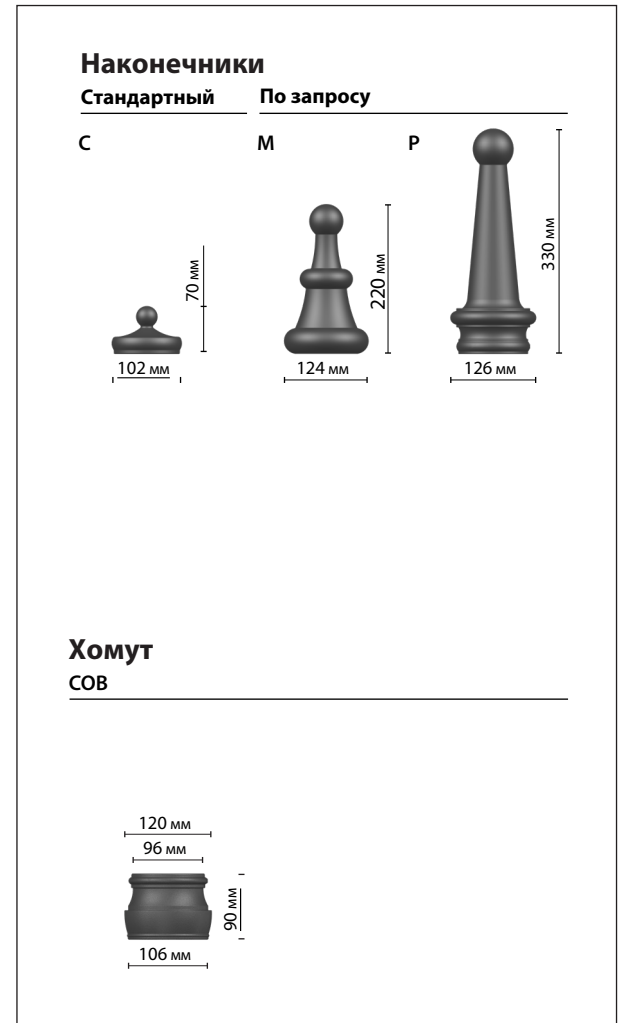 Наконечники
Стандартный
По запросу
С
М
Р
70 мм
220 мм
330 мм
102 мм
124 мм
126 мм
Хомут
СОВ
120 мм
96 мм
90 мм
106 мм